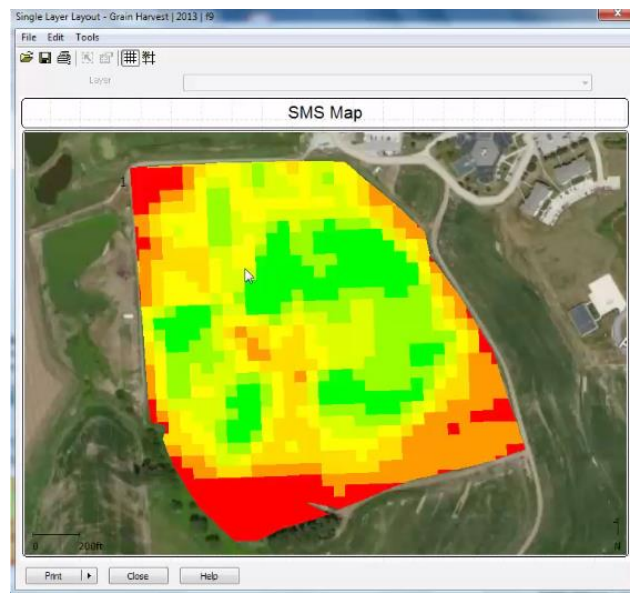 Single Layer Layout - Grain Harvest | 2013 | f9
File Edit Tools
Layer
SMS Map
1
0 200ft
N
Print Close Help